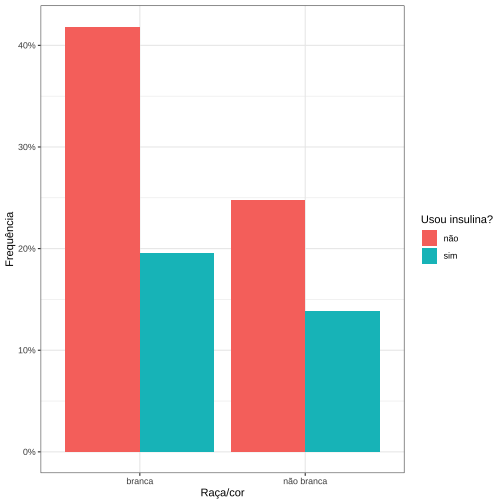 Frequência
40%
30%
20%
10%
0%
branca
não branca
Raça/cor
Usou insulina?
não
sim